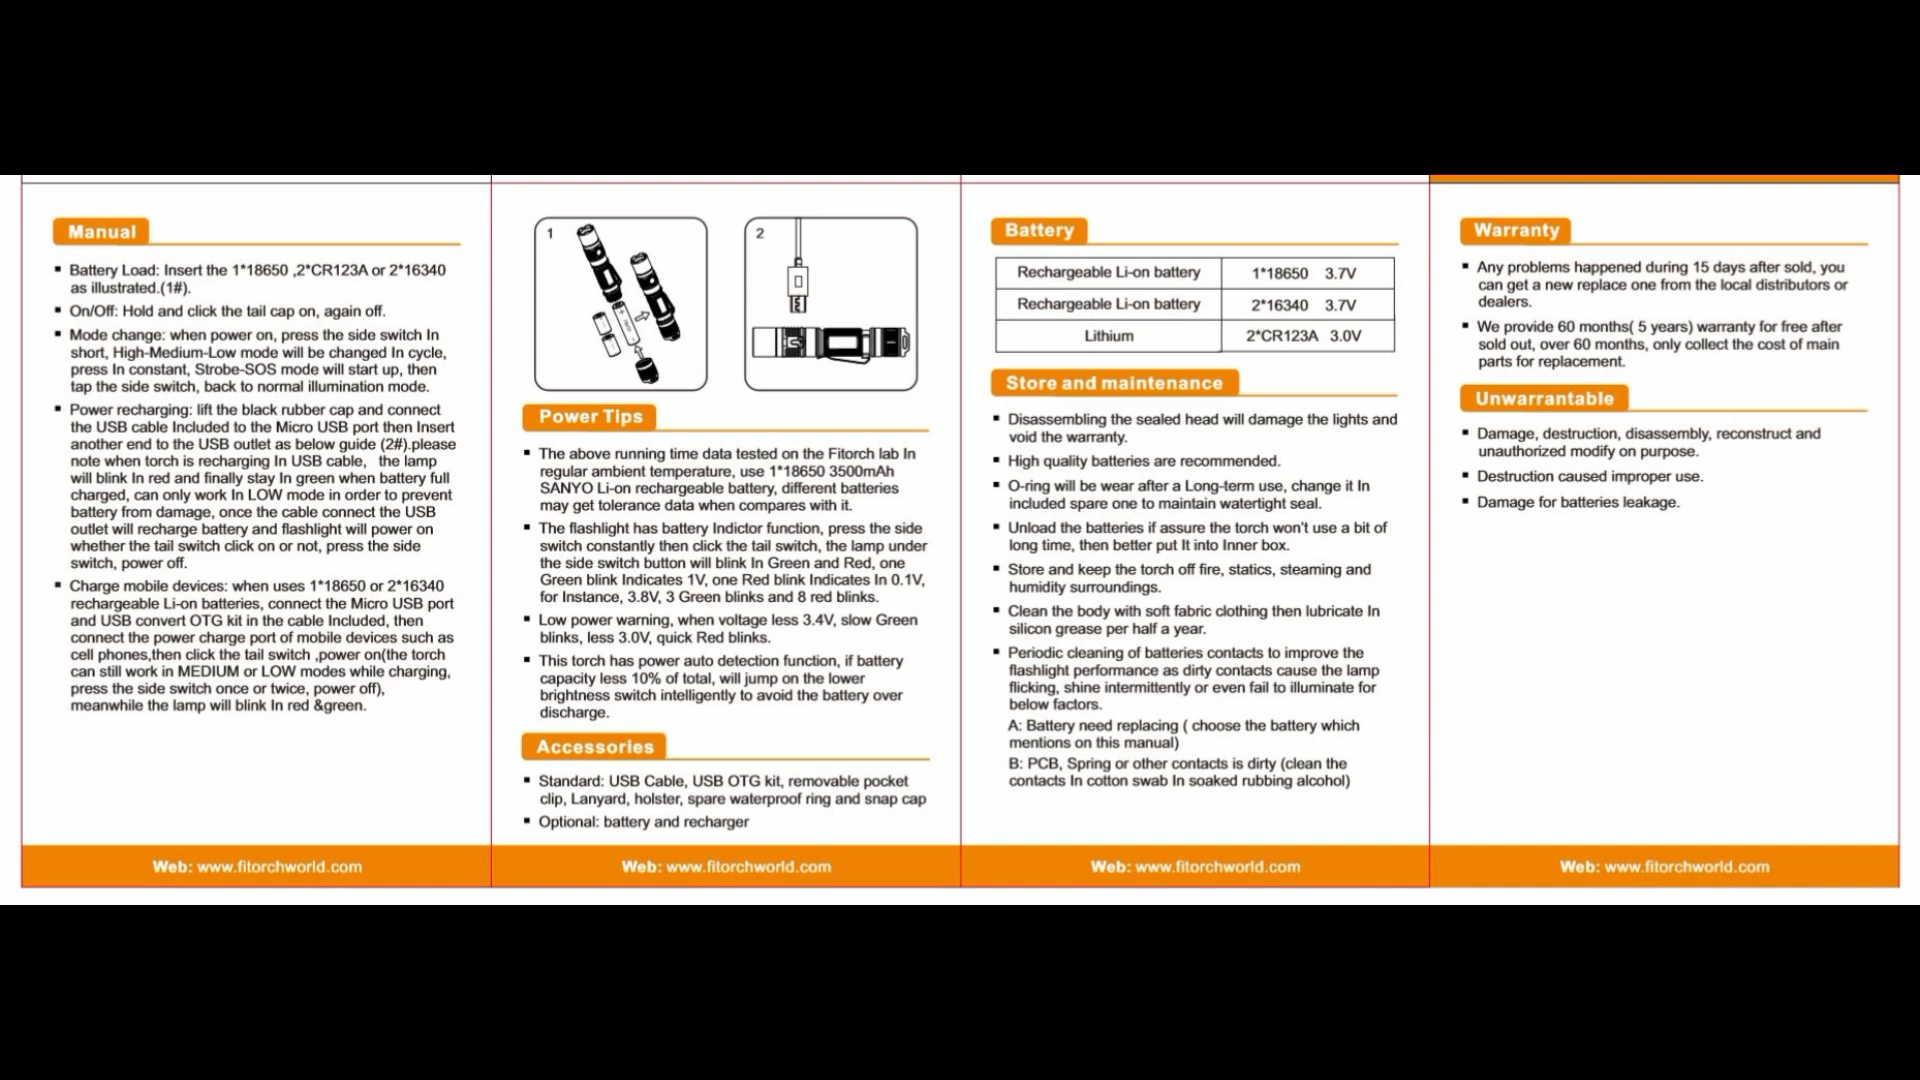 Manual
▪ Battery Load: Insert the 1*18650 ,2*CR123A or 2*16340
as illustrated.(1#).
▪ On/Off: Hold and click the tail cap on, again off.
▪ Mode change: when power on, press the side switch In
short, High-Medium-Low mode will be changed In cycle,
press In constant, Strobe-SOS mode will start up, then
tap the side switch, back to normal illumination mode.
▪ Power recharging: lift the black rubber cap and connect
the USB cable Included to the Micro USB port then Insert
another end to the USB outlet as below guide (2#).please
note when torch is recharging In USB cable, the lamp
will blink In red and finally stay In green when battery full
charged, can only work In LOW mode in order to prevent
battery from damage, once the cable connect the USB
outlet will recharge battery and flashlight will power on
whether the tail switch click on or not, press the side
switch, power off.
▪ Charge mobile devices: when uses 1*18650 or 2*16340
rechargeable Li-on batteries, connect the Micro USB port
and USB convert OTG kit in the cable Included, then
connect the power charge port of mobile devices such as
cell phones,then click the tail switch ,power on(the torch
can still work in MEDIUM or LOW modes while charging,
press the side switch once or twice, power off),
meanwhile the lamp will blink In red &green.
Web: www.fitorchworld.com
1
2
Power Tips
▪ The above running time data tested on the Fitorch lab In
regular ambient temperature, use 1*18650 3500mAh
SANYO Li-on rechargeable battery, different batteries
may get tolerance data when compares with it.
▪ The flashlight has battery Indictor function, press the side
switch constantly then click the tail switch, the lamp under
the side switch button will blink In Green and Red, one
Green blink Indicates 1V, one Red blink Indicates In 0.1V,
for Instance, 3.8V, 3 Green blinks and 8 red blinks.
▪ Low power warning, when voltage less 3.4V, slow Green
blinks, less 3.0V, quick Red blinks.
▪ This torch has power auto detection function, if battery
capacity less 10% of total, will jump on the lower
brightness switch intelligently to avoid the battery over
discharge.
Accessories
▪ Standard: USB Cable, USB OTG kit, removable pocket
clip, Lanyard, holster, spare waterproof ring and snap cap
▪ Optional: battery and recharger
Web: www.fitorchworld.com
Battery
Rechargeable Li-on battery 1*18650 3.7V
Rechargeable Li-on battery 2*16340 3.7V
Lithium 2*CR123A 3.0V
Store and maintenance
▪ Disassembling the sealed head will damage the lights and
void the warranty.
▪ High quality batteries are recommended.
▪ O-ring will be wear after a Long-term use, change it In
included spare one to maintain watertight seal.
▪ Unload the batteries if assure the torch won't use a bit of
long time, then better put It into Inner box.
▪ Store and keep the torch off fire, statics, steaming and
humidity surroundings.
▪ Clean the body with soft fabric clothing then lubricate In
silicon grease per half a year.
▪ Periodic cleaning of batteries contacts to improve the
flashlight performance as dirty contacts cause the lamp
flicking, shine intermittently or even fail to illuminate for
below factors.
A: Battery need replacing ( choose the battery which
mentions on this manual)
B: PCB, Spring or other contacts is dirty (clean the
contacts In cotton swab In soaked rubbing alcohol)
Web: www.fitorchworld.com
Warranty
▪ Any problems happened during 15 days after sold, you
can get a new replace one from the local distributors or
dealers.
▪ We provide 60 months( 5 years) warranty for free after
sold out, over 60 months, only collect the cost of main
parts for replacement.
Unwarrantable
▪ Damage, destruction, disassembly, reconstruct and
unauthorized modify on purpose.
▪ Destruction caused improper use.
▪ Damage for batteries leakage.
Web: www.fitorchworld.com